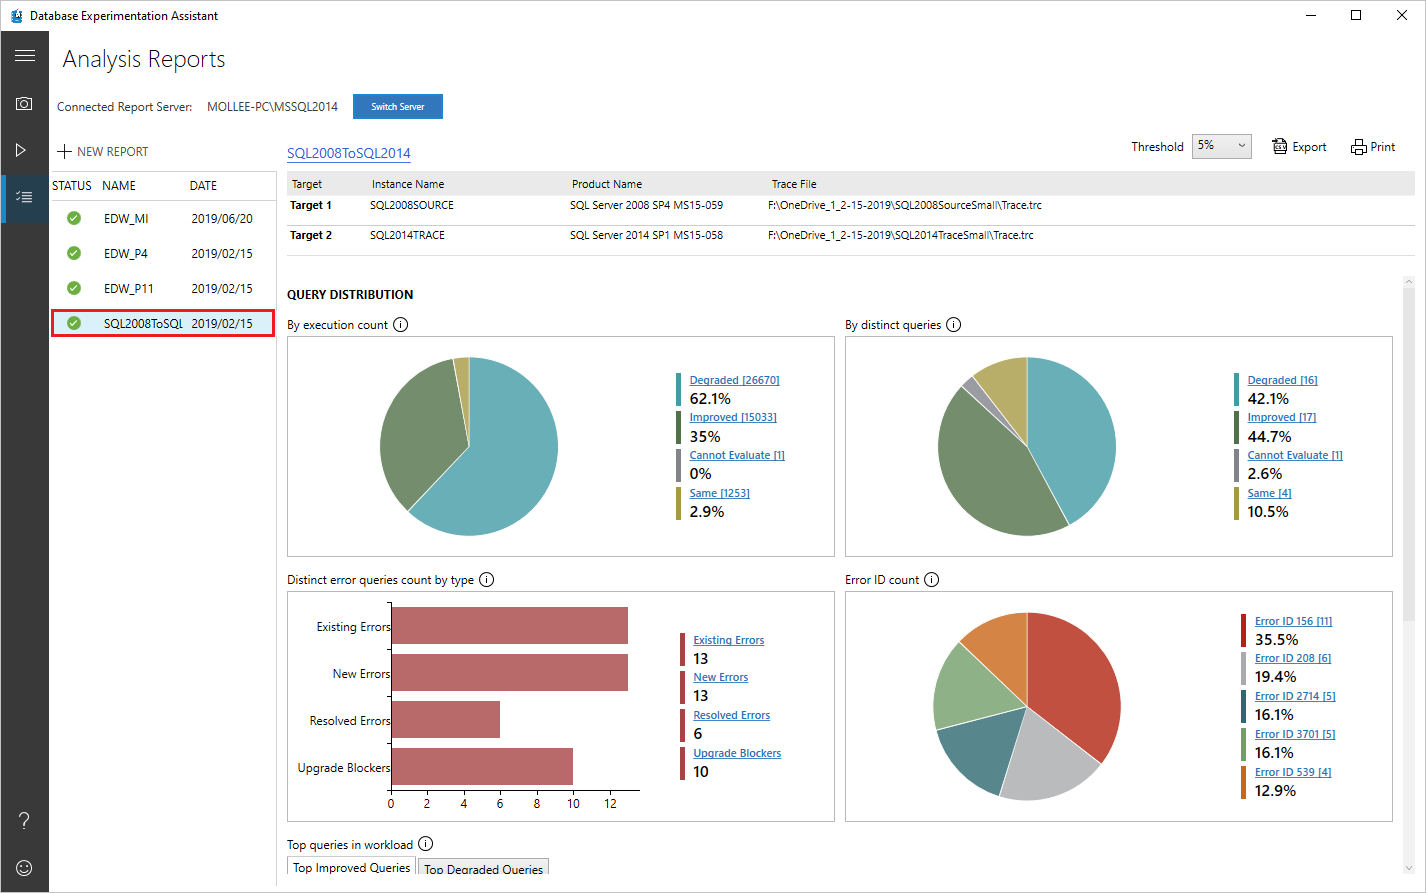 Database Experimentation Assistant
Analysis Reports
Connected Report Server: MOLLEE-PC\MSSQL2014 Switch Server
NEW REPORT
STATUS NAME DATE
EDW_MI 2019/06/20
EDW_P4 2019/02/15
EDW_P11 2019/02/15
SQL2008ToSQL 2019/02/15
SQL2008ToSQL2014
Threshold 5% Export Print
Target Instance Name Product Name Trace File
Target 1 SQL2008SOURCE SQL Server 2008 SP4 MS15-059 F:\OneDrive_1_2-15-2019\SQL2008SourceSmall\Trace.trc
Target 2 SQL2014TRACE SQL Server 2014 SP1 MS15-058 F:\OneDrive_1_2-15-2019\SQL2014TraceSmall\Trace.trc
QUERY DISTRIBUTION
By execution count
Degraded [26670]
62.1%
Improved [15033]
35%
Cannot Evaluate [1]
0%
Same [1253]
2.9%
By distinct queries
Degraded [16]
42.1%
Improved [17]
44.7%
Cannot Evaluate [1]
2.6%
Same [4]
10.5%
Distinct error queries count by type
Existing Errors
New Errors
Resolved Errors
Upgrade Blockers
0 2 4 6 8 10 12
Existing Errors
13
New Errors
13
Resolved Errors
6
Upgrade Blockers
10
Error ID count
Error ID 156 [11]
35.5%
Error ID 208 [6]
19.4%
Error ID 2714 [5]
16.1%
Error ID 3701 [5]
16.1%
Error ID 539 [4]
12.9%
Top queries in workload
Top Improved Queries Top Degraded Queries